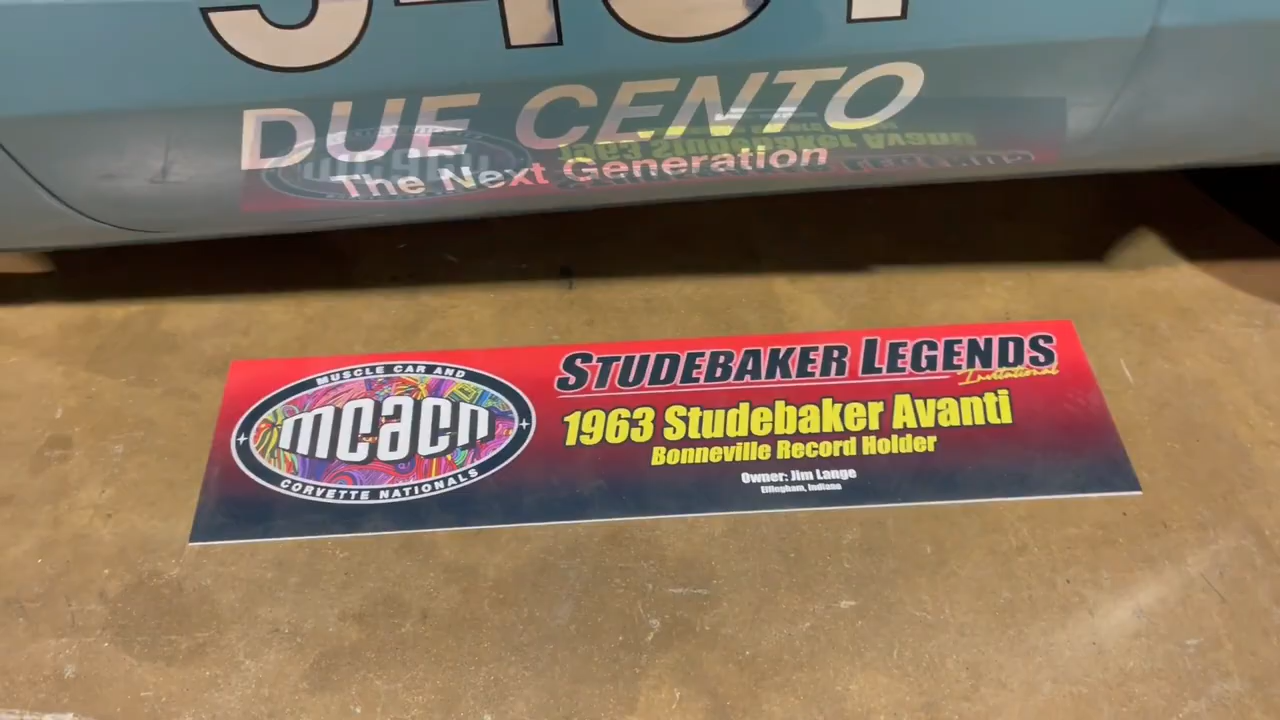 DUE CENTO
The Next Generation
MUSCLE CAR AND
mcacn
CORVETTE NATIONALS
STUDEBAKER LEGENDS
Invitational
1963 Studebaker Avanti
Bonneville Record Holder
Owner: Jim Lange
Effingham, Indiana